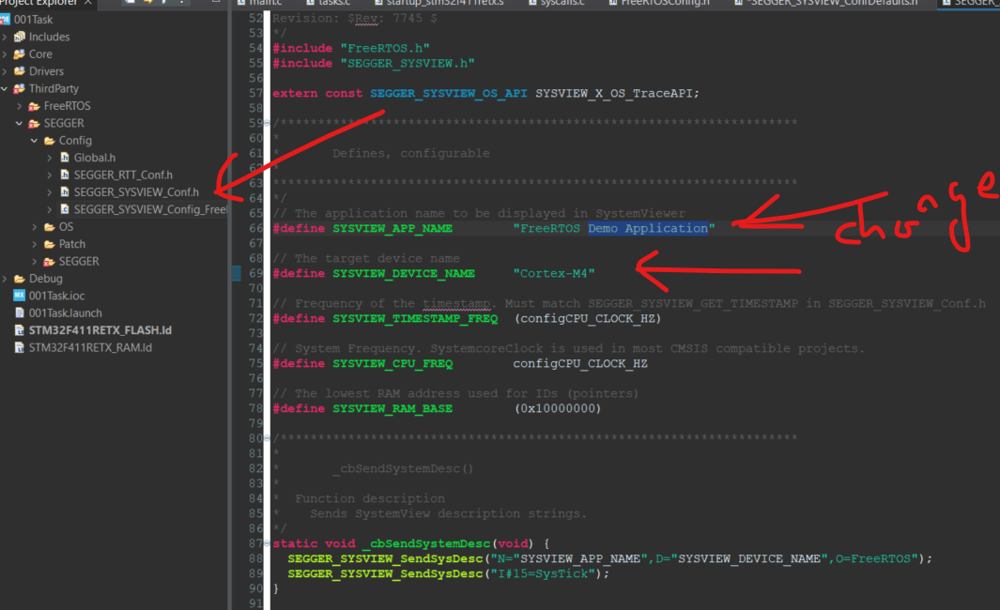 Project Explorer
main.c
tasks.c
startup_stm32f411retx.s
syscalls.c
FreeRTOSConfig.h
*SEGGER_SYSVIEW_ConfDefaults.h
SEGGER_
001Task
Includes
Core
Drivers
ThirdParty
FreeRTOS
SEGGER
Config
Global.h
SEGGER_RTT_Conf.h
SEGGER_SYSVIEW_Conf.h
SEGGER_SYSVIEW_Config_FreeI
OS
Patch
SEGGER
Debug
001Task.ioc
001Task.launch
STM32F411RETX_FLASH.ld
STM32F411RETX_RAM.ld
52 Revision: $Rev: 7745 $
53 */
54 #include "FreeRTOS.h"
55 #include "SEGGER_SYSVIEW.h"
56
57 extern const SEGGER_SYSVIEW_OS_API SYSVIEW_X_OS_TraceAPI;
58
59 /*********************************************************************
60 *
61 * Defines, configurable
62 *
63 **********************************************************************
64 */
65 // The application name to be displayed in SystemViewer
66 #define SYSVIEW_APP_NAME "FreeRTOS Demo Application"
change
67
68 // The target device name
69 #define SYSVIEW_DEVICE_NAME "Cortex-M4"
70
71 // Frequency of the timestamp. Must match SEGGER_SYSVIEW_GET_TIMESTAMP in SEGGER_SYSVIEW_Conf.h
72 #define SYSVIEW_TIMESTAMP_FREQ (configCPU_CLOCK_HZ)
73
74 // System Frequency. SystemcoreClock is used in most CMSIS compatible projects.
75 #define SYSVIEW_CPU_FREQ configCPU_CLOCK_HZ
76
77 // The lowest RAM address used for IDs (pointers)
78 #define SYSVIEW_RAM_BASE (0x10000000)
79
80 /*********************************************************************
81 *
82 * _cbSendSystemDesc()
83 *
84 * Function description
85 * Sends SystemView description strings.
86 */
87 static void _cbSendSystemDesc(void) {
88 SEGGER_SYSVIEW_SendSysDesc("N="SYSVIEW_APP_NAME",D="SYSVIEW_DEVICE_NAME",O=FreeRTOS");
89 SEGGER_SYSVIEW_SendSysDesc("I#15=SysTick");
90 }
91